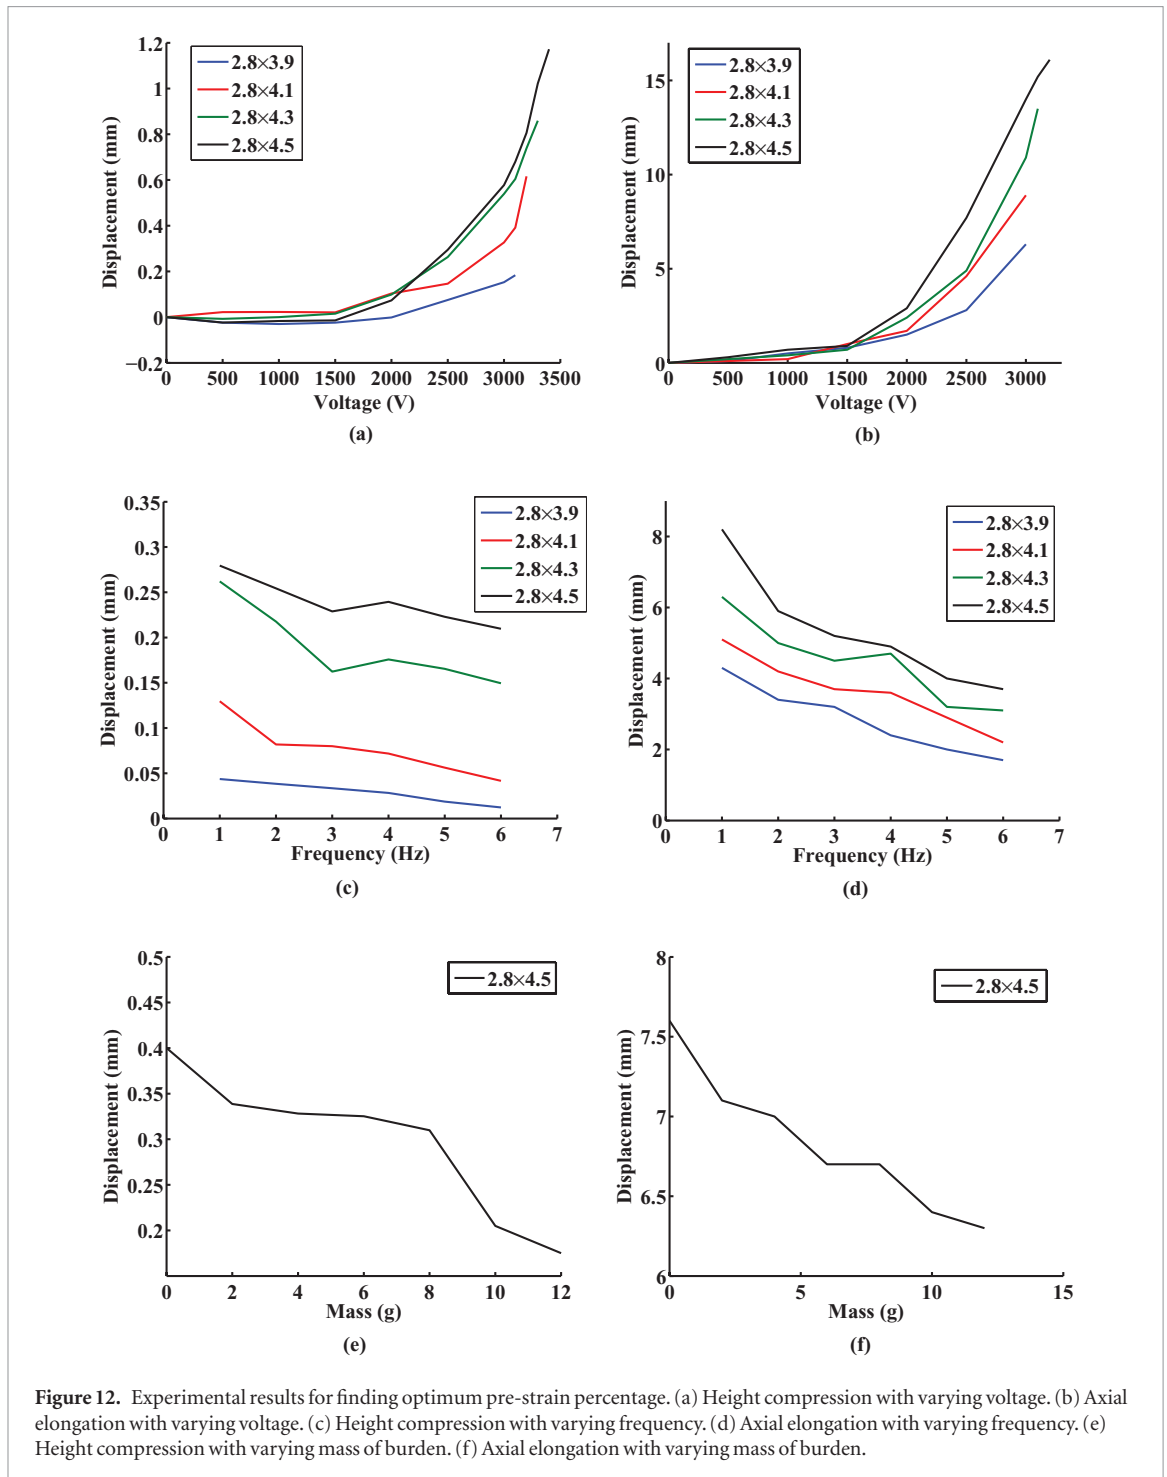 1.2
1
0.8
0.6
0.4
0.2
0
−0.2
Displacement (mm)
2.8×3.9
2.8×4.1
2.8×4.3
2.8×4.5
0 500 1000 1500 2000 2500 3000 3500
Voltage (V)
(a)
15
10
5
0
Displacement (mm)
2.8×3.9
2.8×4.1
2.8×4.3
2.8×4.5
0 500 1000 1500 2000 2500 3000
Voltage (V)
(b)
0.35
0.3
0.25
0.2
0.15
0.1
0.05
0
Displacement (mm)
2.8×3.9
2.8×4.1
2.8×4.3
2.8×4.5
0 1 2 3 4 5 6 7
Frequency (Hz)
(c)
8
6
4
2
0
Displacement (mm)
2.8×3.9
2.8×4.1
2.8×4.3
2.8×4.5
0 1 2 3 4 5 6 7
Frequency (Hz)
(d)
0.5
0.45
0.4
0.35
0.3
0.25
0.2
Displacement (mm)
2.8×4.5
0 2 4 6 8 10 12
Mass (g)
(e)
8
7.5
7
6.5
6
Displacement (mm)
2.8×4.5
0 5 10 15
Mass (g)
(f)
Figure 12. Experimental results for finding optimum pre-strain percentage. (a) Height compression with varying voltage. (b) Axial
elongation with varying voltage. (c) Height compression with varying frequency. (d) Axial elongation with varying frequency. (e)
Height compression with varying mass of burden. (f) Axial elongation with varying mass of burden.